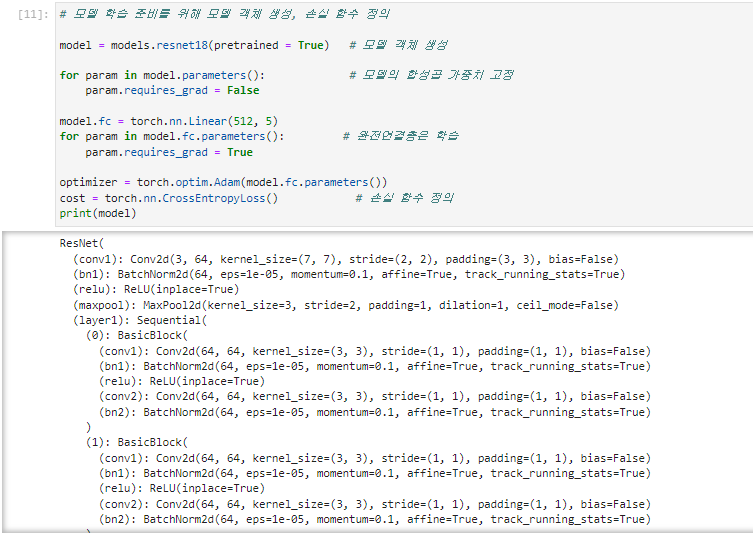 [11]: # 모델 학습 준비를 위해 모델 객체 생성, 손실 함수 정의
model = models.resnet18(pretrained = True)   # 모델 객체 생성
for param in model.parameters():             # 모델의 합성곱 가중치 고정
    param.requires_grad = False
model.fc = torch.nn.Linear(512, 5)
for param in model.fc.parameters():         # 완전연결층은 학습
    param.requires_grad = True
optimizer = torch.optim.Adam(model.fc.parameters())
cost = torch.nn.CrossEntropyLoss()            # 손실 함수 정의
print(model)
ResNet(
  (conv1): Conv2d(3, 64, kernel_size=(7, 7), stride=(2, 2), padding=(3, 3), bias=False)
  (bn1): BatchNorm2d(64, eps=1e-05, momentum=0.1, affine=True, track_running_stats=True)
  (relu): ReLU(inplace=True)
  (maxpool): MaxPool2d(kernel_size=3, stride=2, padding=1, dilation=1, ceil_mode=False)
  (layer1): Sequential(
    (0): BasicBlock(
      (conv1): Conv2d(64, 64, kernel_size=(3, 3), stride=(1, 1), padding=(1, 1), bias=False)
      (bn1): BatchNorm2d(64, eps=1e-05, momentum=0.1, affine=True, track_running_stats=True)
      (relu): ReLU(inplace=True)
      (conv2): Conv2d(64, 64, kernel_size=(3, 3), stride=(1, 1), padding=(1, 1), bias=False)
      (bn2): BatchNorm2d(64, eps=1e-05, momentum=0.1, affine=True, track_running_stats=True)
    )
    (1): BasicBlock(
      (conv1): Conv2d(64, 64, kernel_size=(3, 3), stride=(1, 1), padding=(1, 1), bias=False)
      (bn1): BatchNorm2d(64, eps=1e-05, momentum=0.1, affine=True, track_running_stats=True)
      (relu): ReLU(inplace=True)
      (conv2): Conv2d(64, 64, kernel_size=(3, 3), stride=(1, 1), padding=(1, 1), bias=False)
      (bn2): BatchNorm2d(64, eps=1e-05, momentum=0.1, affine=True, track_running_stats=True)